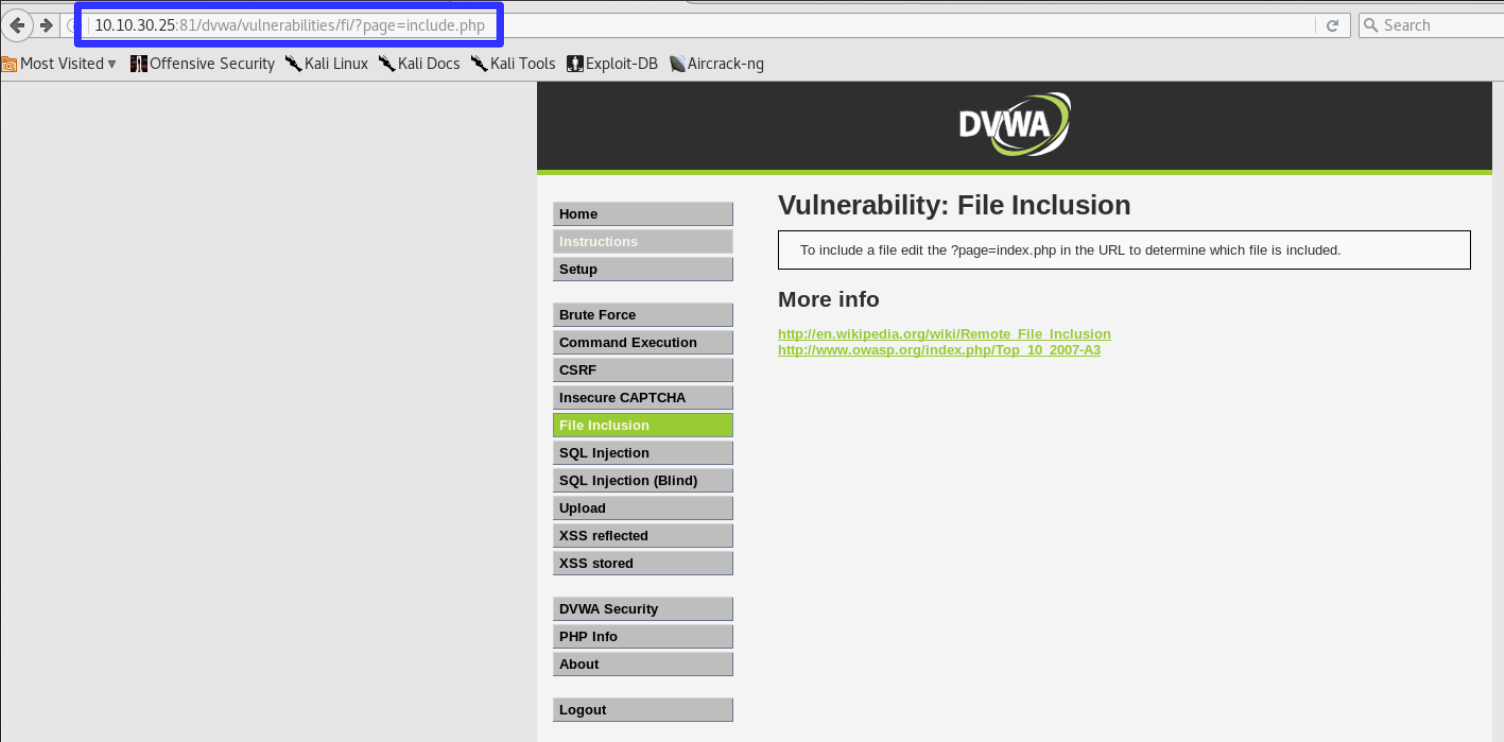 10.10.30.25:81/dvwa/vulnerabilities/fi/?page=include.php
Search
Most Visited Offensive Security Kali Linux Kali Docs Kali Tools Exploit-DB Aircrack-ng
DVWA
Home
Instructions
Setup
Brute Force
Command Execution
CSRF
Insecure CAPTCHA
File Inclusion
SQL Injection
SQL Injection (Blind)
Upload
XSS reflected
XSS stored
DVWA Security
PHP Info
About
Logout
Vulnerability: File Inclusion
To include a file edit the ?page=index.php in the URL to determine which file is included.
More info
http://en.wikipedia.org/wiki/Remote_File_Inclusion
http://www.owasp.org/index.php/Top_10_2007-A3